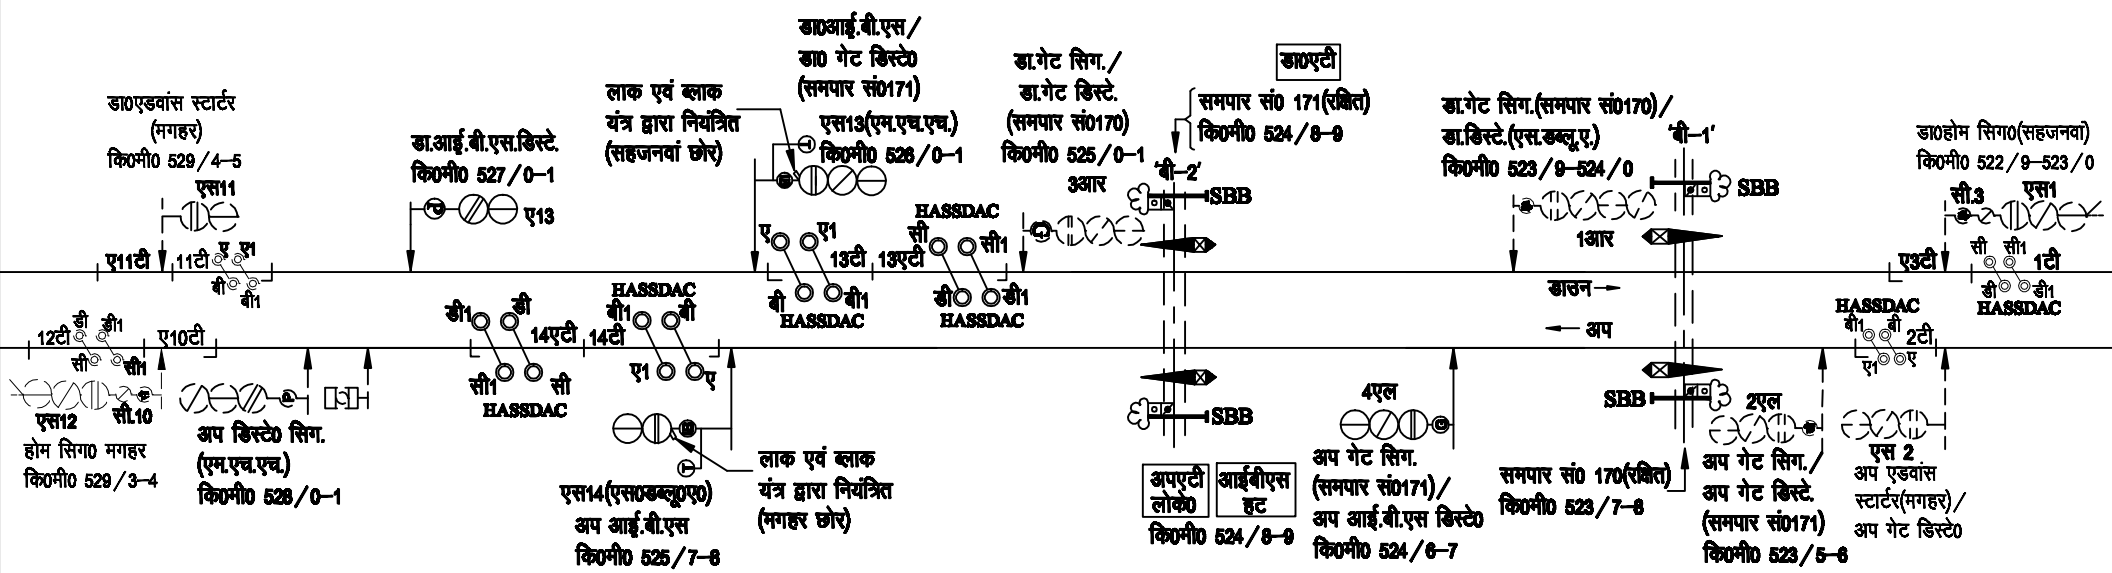 डा0एडवांस स्टार्टर
(मगहर)
कि0मी0 529/4-5
एस11
डा.आई.बी.एस.डिस्टे.
कि0मी0 527/0-1
ए13
लाक एवं ब्लाक
यंत्र द्वारा नियंत्रित
(सहजनवां छोर)
डा0आई.बी.एस/
डा0 गेट डिस्टे0
(समपार सं0171)
एस13(एम.एच.एच.)
कि0मी0 526/0-1
डा.गेट सिग./
डा.गेट डिस्टे.
(समपार सं0170)
कि0मी0 525/0-1
3आर
डा0एटी
समपार सं0 171(रक्षित)
कि0मी0 524/8-9
'बी-2'
SBB
डा.गेट सिग.(समपार सं0170)/
डा.डिस्टे.(एस.डब्लू.ए.)
कि0मी0 523/9-524/0
1आर
'बी-1'
SBB
डा0होम सिग0(सहजनवां)
कि0मी0 522/9-523/0
सी.3
एस1
ए11टी
11टी
ए ए1
बी बी1
ए ए1
13टी
बी बी1
HASSDAC
HASSDAC
सी सी1
13एटी
डी डी1
HASSDAC
ए3टी
सी सी1
1टी
डी डी1
HASSDAC
डाउन
अप
12टी
डी डी1
सी सी1
ए10टी
डी1 डी
14एटी
सी1 सी
HASSDAC
HASSDAC
बी1 बी
14टी
ए1 ए
HASSDAC
बी1 बी
2टी
ए1 ए
एस12
सी.10
होम सिग0 मगहर
कि0मी0 529/3-4
अप डिस्टे0 सिग.
(एम.एच.एच.)
कि0मी0 528/0-1
एस14(एस0डब्लू0ए0)
अप आई.बी.एस
कि0मी0 525/7-8
लाक एवं ब्लाक
यंत्र द्वारा नियंत्रित
(मगहर छोर)
SBB
अपएटी
लोके0
आईबीएस
हट
कि0मी0 524/8-9
4एल
अप गेट सिग.
(समपार सं0171)/
अप आई.बी.एस डिस्टे0
कि0मी0 524/6-7
SBB
समपार सं0 170(रक्षित)
कि0मी0 523/7-8
2एल
अप गेट सिग./
अप गेट डिस्टे.
(समपार सं0171)
कि0मी0 523/5-6
एस 2
अप एडवांस
स्टार्टर(मगहर)/
अप गेट डिस्टे0